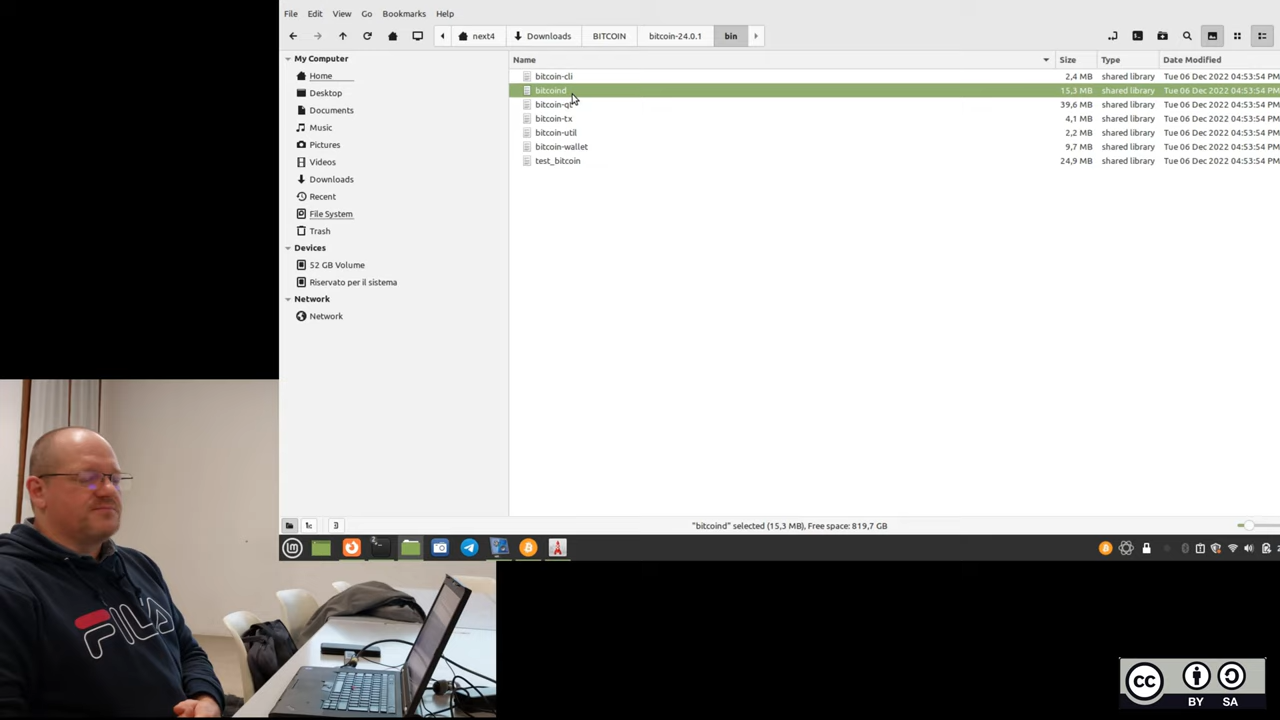 File Edit View Go Bookmarks Help
next4 Downloads BITCOIN bitcoin-24.0.1 bin
My Computer
Home
Desktop
Documents
Music
Pictures
Videos
Downloads
Recent
File System
Trash
Devices
52 GB Volume
Riservato per il sistema
Network
Network
Name Size Type Date Modified
bitcoin-cli 2,4 MB shared library Tue 06 Dec 2022 04:53:54 PM
bitcoind 15,3 MB shared library Tue 06 Dec 2022 04:53:54 PM
bitcoin-qt 39,6 MB shared library Tue 06 Dec 2022 04:53:54 PM
bitcoin-tx 4,1 MB shared library Tue 06 Dec 2022 04:53:54 PM
bitcoin-util 2,2 MB shared library Tue 06 Dec 2022 04:53:54 PM
bitcoin-wallet 9,7 MB shared library Tue 06 Dec 2022 04:53:54 PM
test_bitcoin 24,9 MB shared library Tue 06 Dec 2022 04:53:54 PM
"bitcoind" selected (15,3 MB), Free space: 819,7 GB
FILA
CC
BY SA